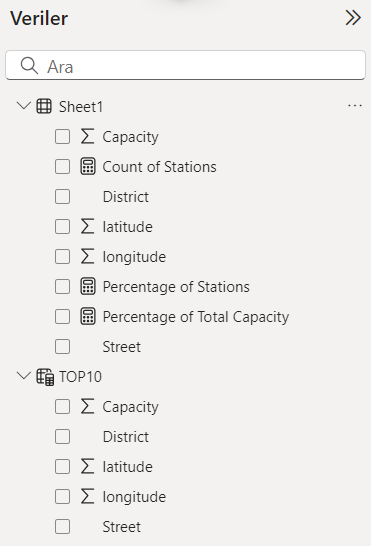 Veriler
Ara
Sheet1
Capacity
Count of Stations
District
latitude
longitude
Percentage of Stations
Percentage of Total Capacity
Street
TOP10
Capacity
District
latitude
longitude
Street